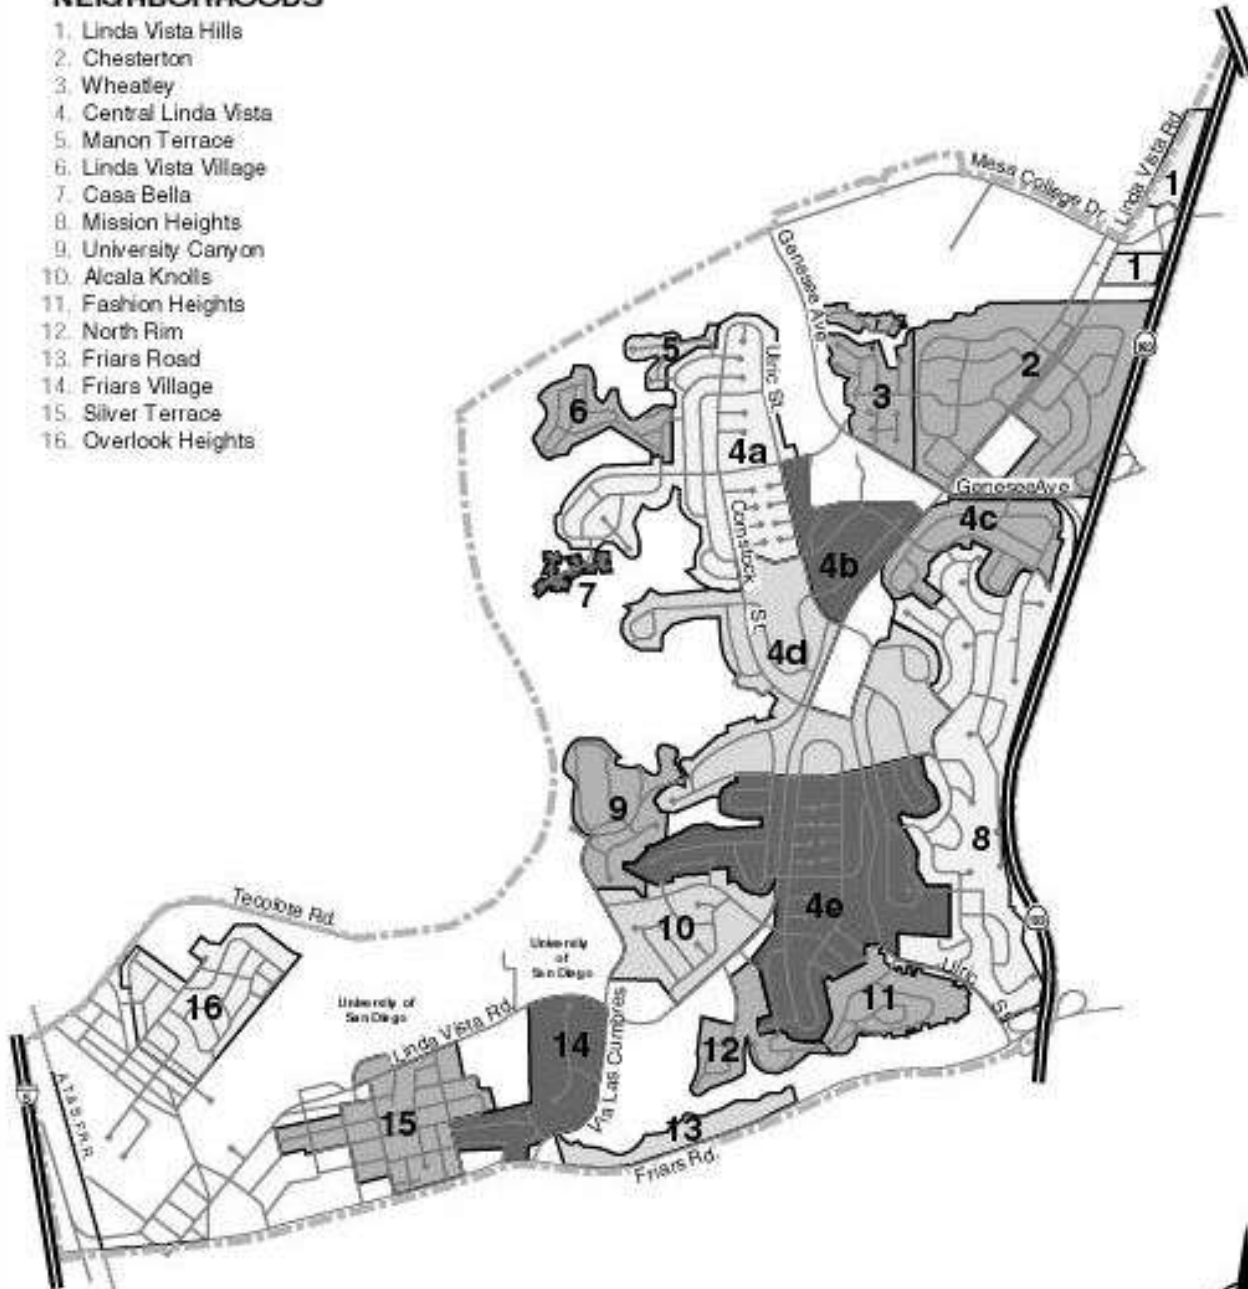 NEIGHBORHOODS
1. Linda Vista Hills
2. Chesterton
3. Wheatley
4. Central Linda Vista
5. Manon Terrace
6. Linda Vista Village
7. Casa Bella
8. Mission Heights
9. University Canyon
10. Alcala Knolls
11. Fashion Heights
12. North Rim
13. Friars Road
14. Friars Village
15. Silver Terrace
16. Overlook Heights
Mesa College Dr.
Linda Vista Rd.
1
1
Genesee Ave
2
3
5
6
Ulric St.
4a
Genesee Ave
4c
4b
Comstock St.
7
4d
9
8
4e
10
Tecolote Rd.
University
of
San Diego
16
University of
San Diego
Linda Vista Rd.
Ulric St.
11
14
12
Via Las Cumbres
15
13
Friars Rd.
5
A.T.& S.F.R.R.